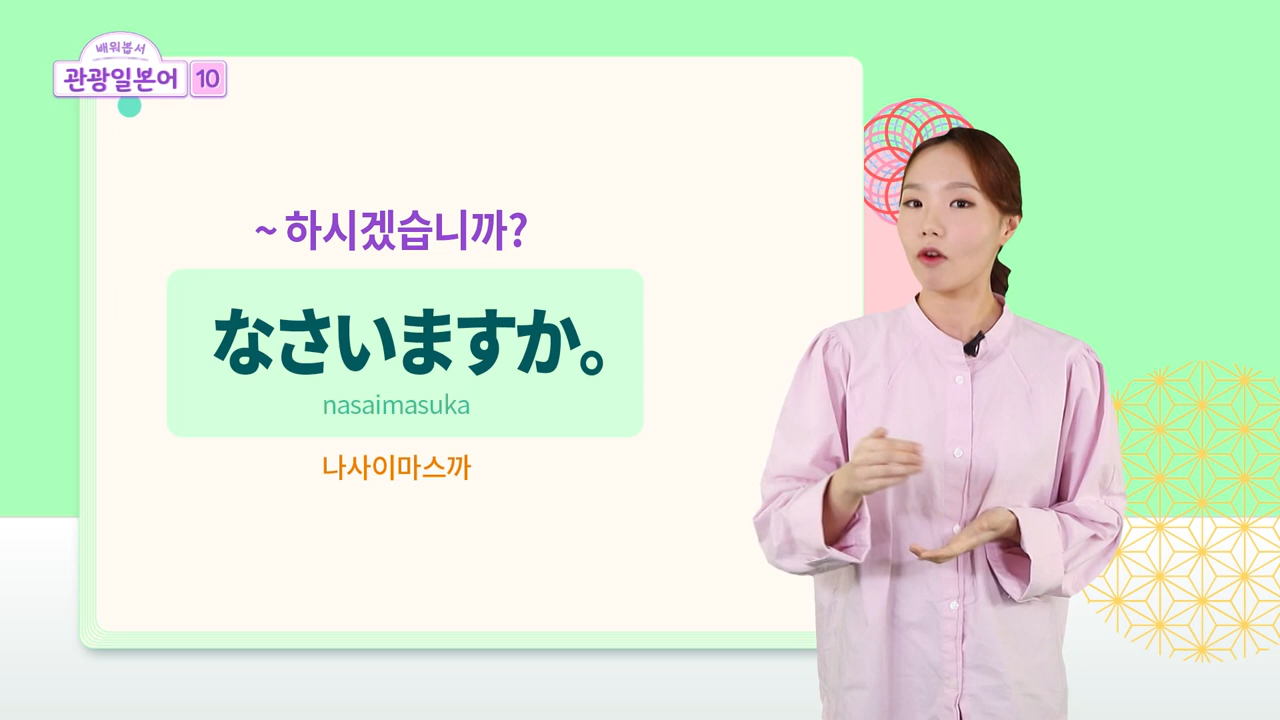 배워봅서
관광일본어 10
~ 하시겠습니까?
なさいますか。
nasaimasuka
나사이마스까